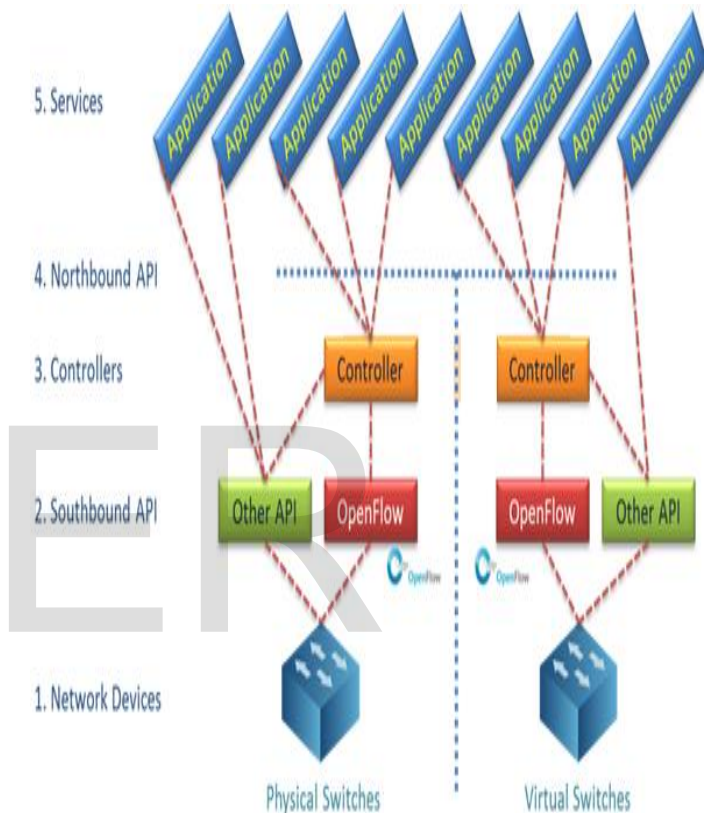 5. Services
Application
Application
Application
Application
Application
Application
Application
Application
Application
4. Northbound API
3. Controllers
Controller
Controller
2. Southbound API
Other API
OpenFlow
OpenFlow
Other API
OpenFlow
OpenFlow
ER
1. Network Devices
Physical Switches
Virtual Switches